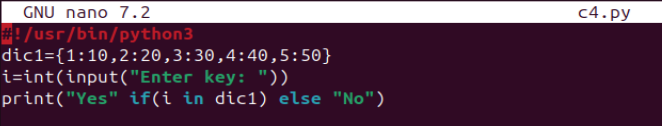 GNU nano 7.2 c4.py
#!/usr/bin/python3
dic1={1:10,2:20,3:30,4:40,5:50}
i=int(input("Enter key: "))
print("Yes" if(i in dic1) else "No")